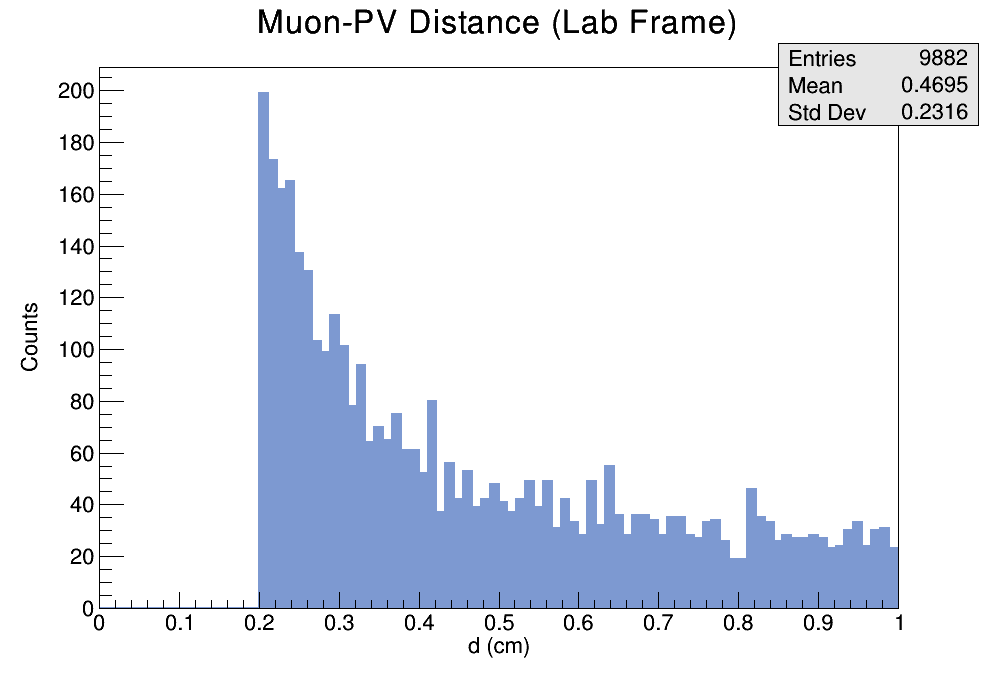 Muon-PV Distance (Lab Frame)
Entries 9882
Mean 0.4695
Std Dev 0.2316
200
180
160
140
120
100
80
60
40
20
0
Counts
0 0.1 0.2 0.3 0.4 0.5 0.6 0.7 0.8 0.9 1
d (cm)